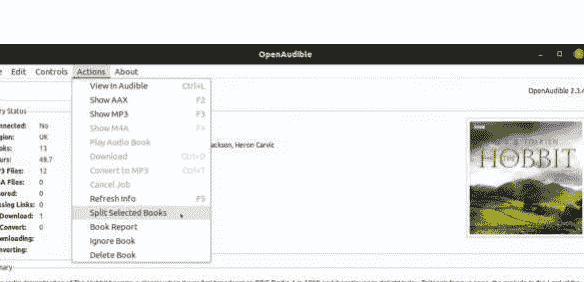 OpenAudible
Edit Controls Actions About
OpenAudible 2.3.4
View in Audible Ctrl+L
Show AAX F2
Show MP3 F3
Show M4A F4
Play Audio Book
Download Ctrl+D
Convert to MP3 Ctrl+T
Cancel Job
Refresh Info F5
Split Selected Books
Book Report
Ignore Book
Delete Book
ry Status
nnected: No
gion: UK
oks: 13
urs: 49.7
3 Files: 12
A Files: 0
ored: 0
ssing Links: 0
Download: 1
Convert: 0
wnloading:
nverting:
ackson, Heron Carvic
BBC
J.R.R. TOLKIEN
THE HOBBIT
mary